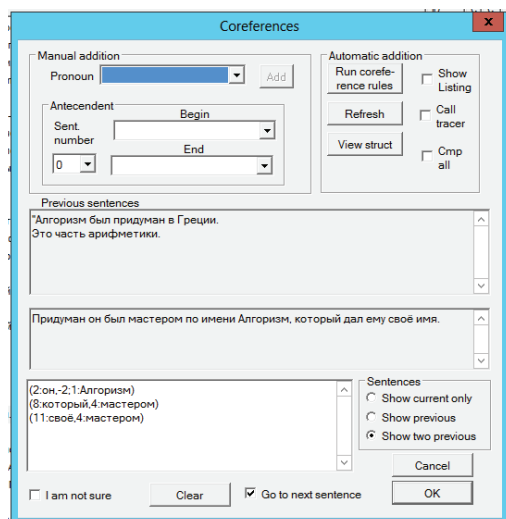 Coreferences
x
Manual addition
Pronoun
Add
Antecendent
Begin
Sent.
number
End
0
Automatic addition
Run corefe-
rence rules
Show
Listing
Refresh
Call
tracer
View struct
Cmp
all
Previous sentences
"Алгоризм был придуман в Греции.
Это часть арифметики.
Придуман он был мастером по имени Алгоризм, который дал ему своё имя.
(2:он,-2;1:Алгоризм)
(8:который,4:мастером)
(11:своё,4:мастером)
Sentences
Show current only
Show previous
Show two previous
Cancel
I am not sure
Clear
Go to next sentence
OK